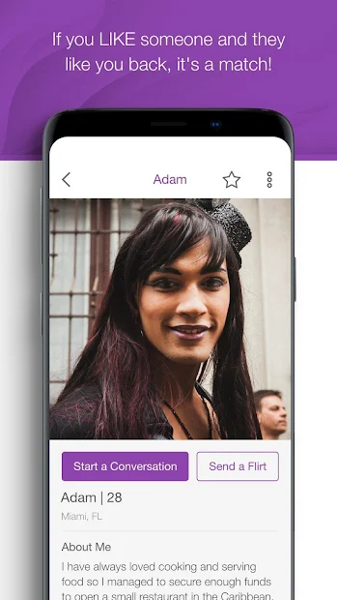 If you LIKE someone and they
like you back, it's a match!
Adam
Start a Conversation
Send a Flirt
Adam | 28
Miami, FL
About Me
I have always loved cooking and serving
food so I managed to secure enough funds
to open a small restaurant in the Caribbean.